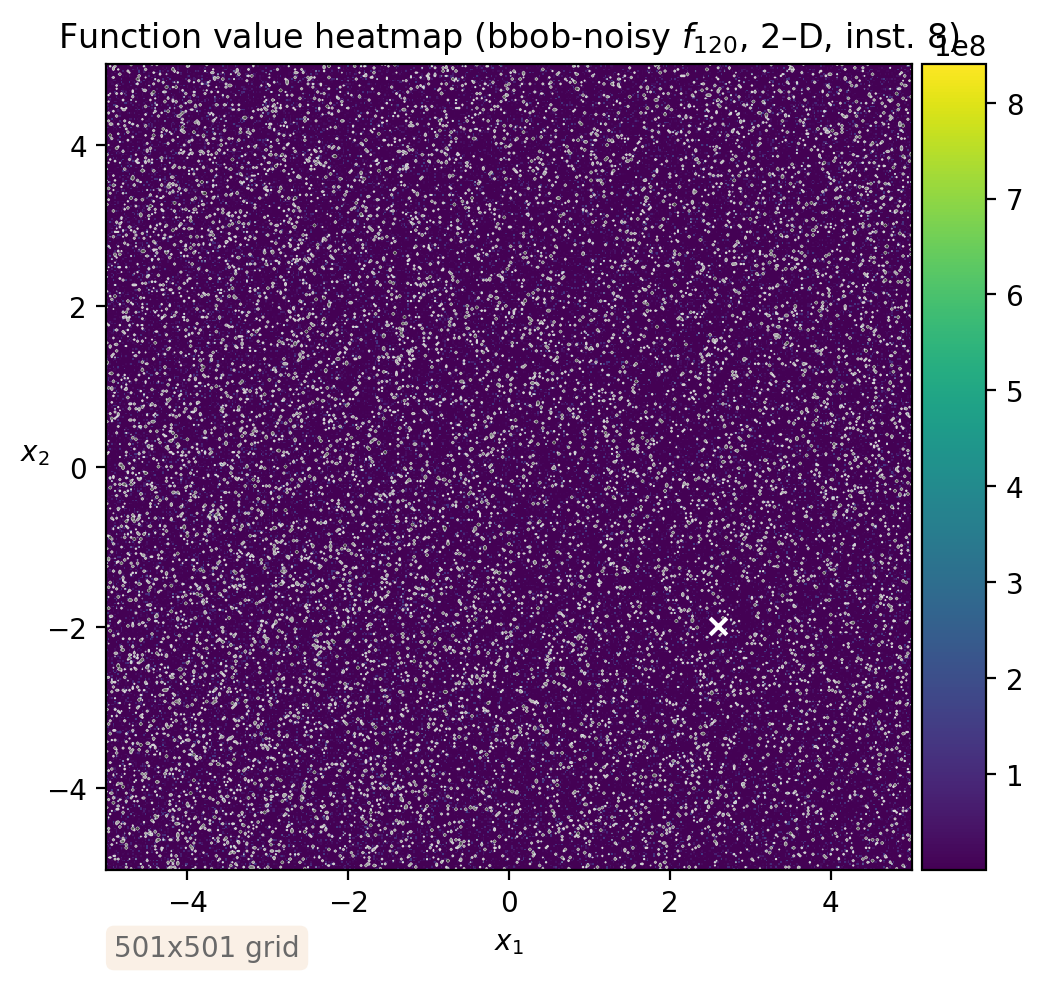 Function value heatmap (bbob-noisy f₁₂₀, 2–D, inst. 8)
1e8
8
7
6
5
4
3
2
1
4
2
0
−2
−4
x₂
−4 −2 0 2 4
x₁
501x501 grid